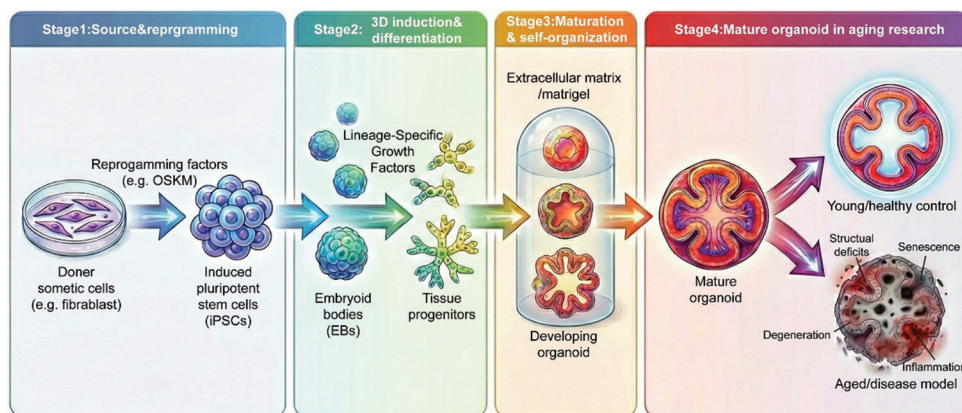 Stage1:Source&reprgramming
Reprogamming factors
(e.g. OSKM)
Doner
sometic cells
(e.g. fibrablast)
Induced
pluripotent
stem cells
(iPSCs)
Stage2: 3D induction&
differentiation
Lineage-Specific
Growth
Factors
Embryoid
bodies
(EBs)
Tissue
progenitors
Stage3:Maturation
& self-organization
Extracellular matrix
/matrigel
Developing
organoid
Stage4:Mature organoid in aging research
Mature
organoid
Young/healthy control
Structual
deficits
Senescence
Degeneration
Inflammation
Aged/disease model